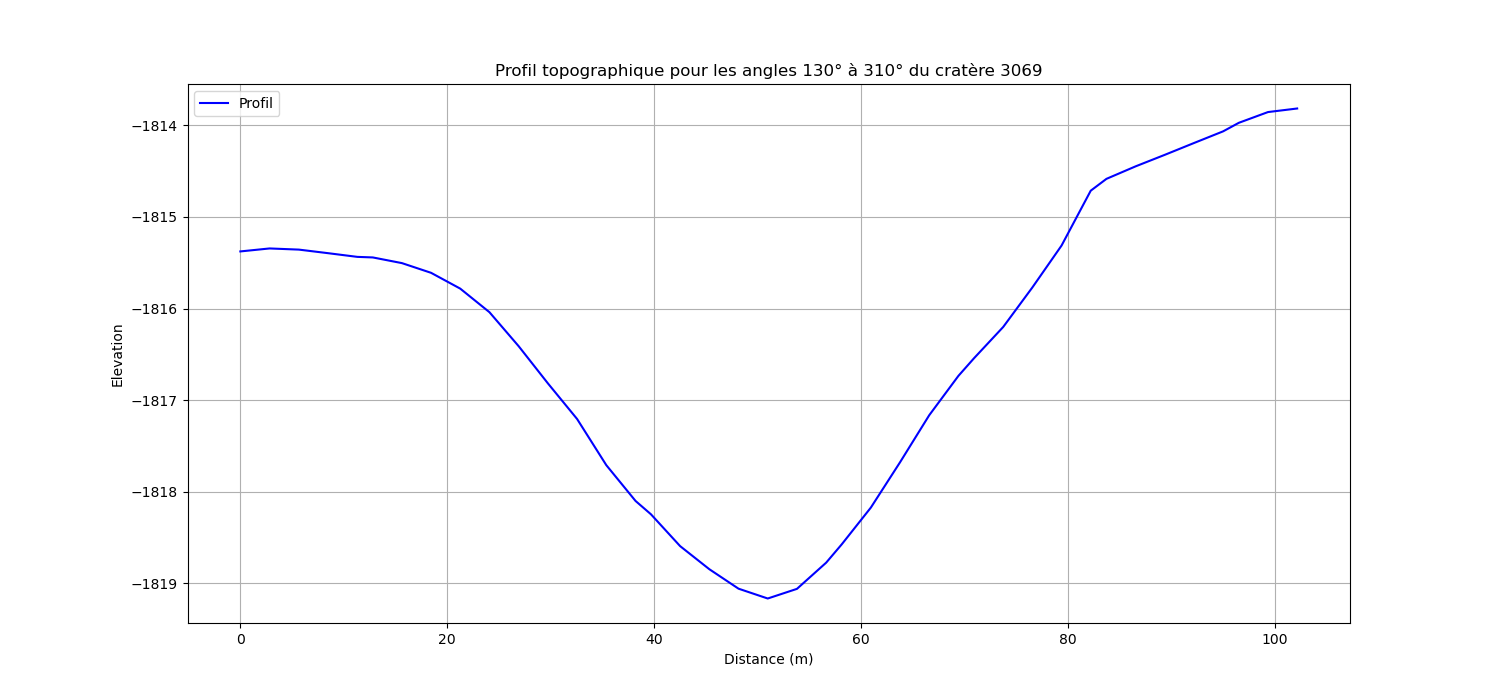 Profil topographique pour les angles 130° à 310° du cratère 3069
Profil
−1814
−1815
−1816
−1817
−1818
−1819
Elevation
0 20 40 60 80 100
Distance (m)